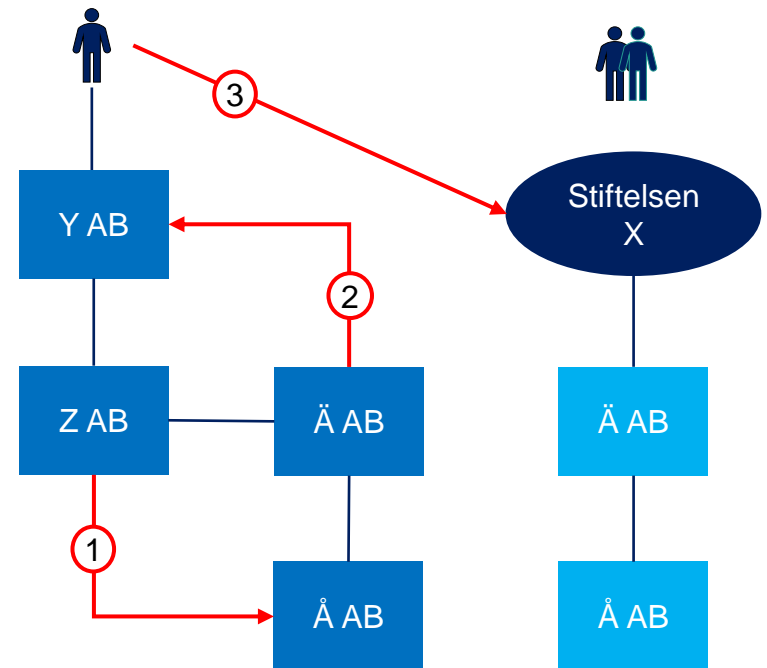 3
Stiftelsen
X
Y AB
2
Z AB
Ä AB
Ä AB
1
Å AB
Å AB